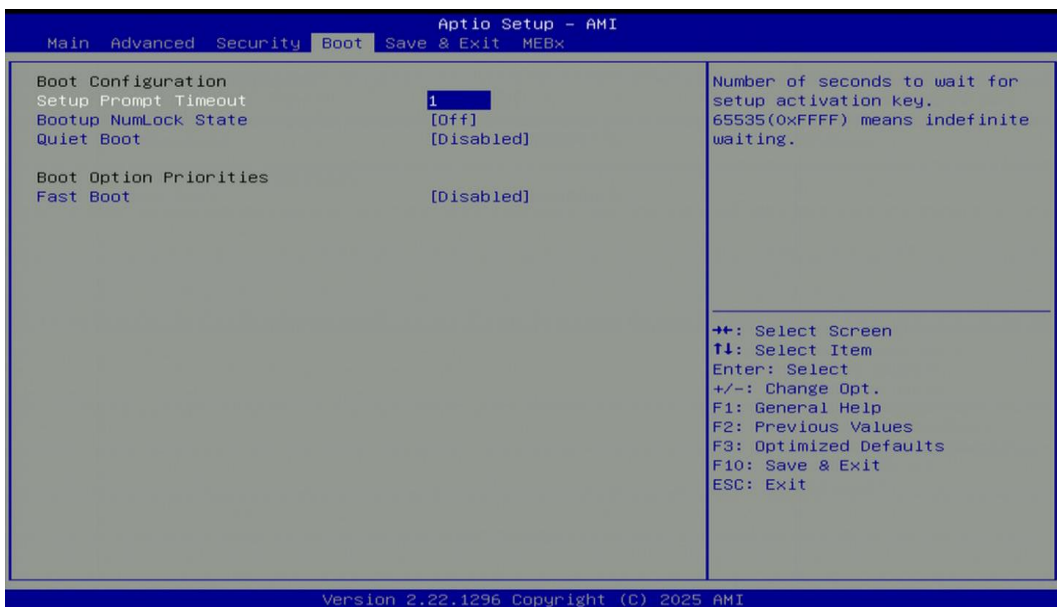 Aptio Setup - AMI
Main Advanced Security Boot Save & Exit MEBx
Boot Configuration
Setup Prompt Timeout 1
Bootup NumLock State [Off]
Quiet Boot [Disabled]
Boot Option Priorities
Fast Boot [Disabled]
Number of seconds to wait for
setup activation key.
65535(0xFFFF) means indefinite
waiting.
→←: Select Screen
↑↓: Select Item
Enter: Select
+/-: Change Opt.
F1: General Help
F2: Previous Values
F3: Optimized Defaults
F10: Save & Exit
ESC: Exit
Version 2.22.1296 Copyright (C) 2025 AMI